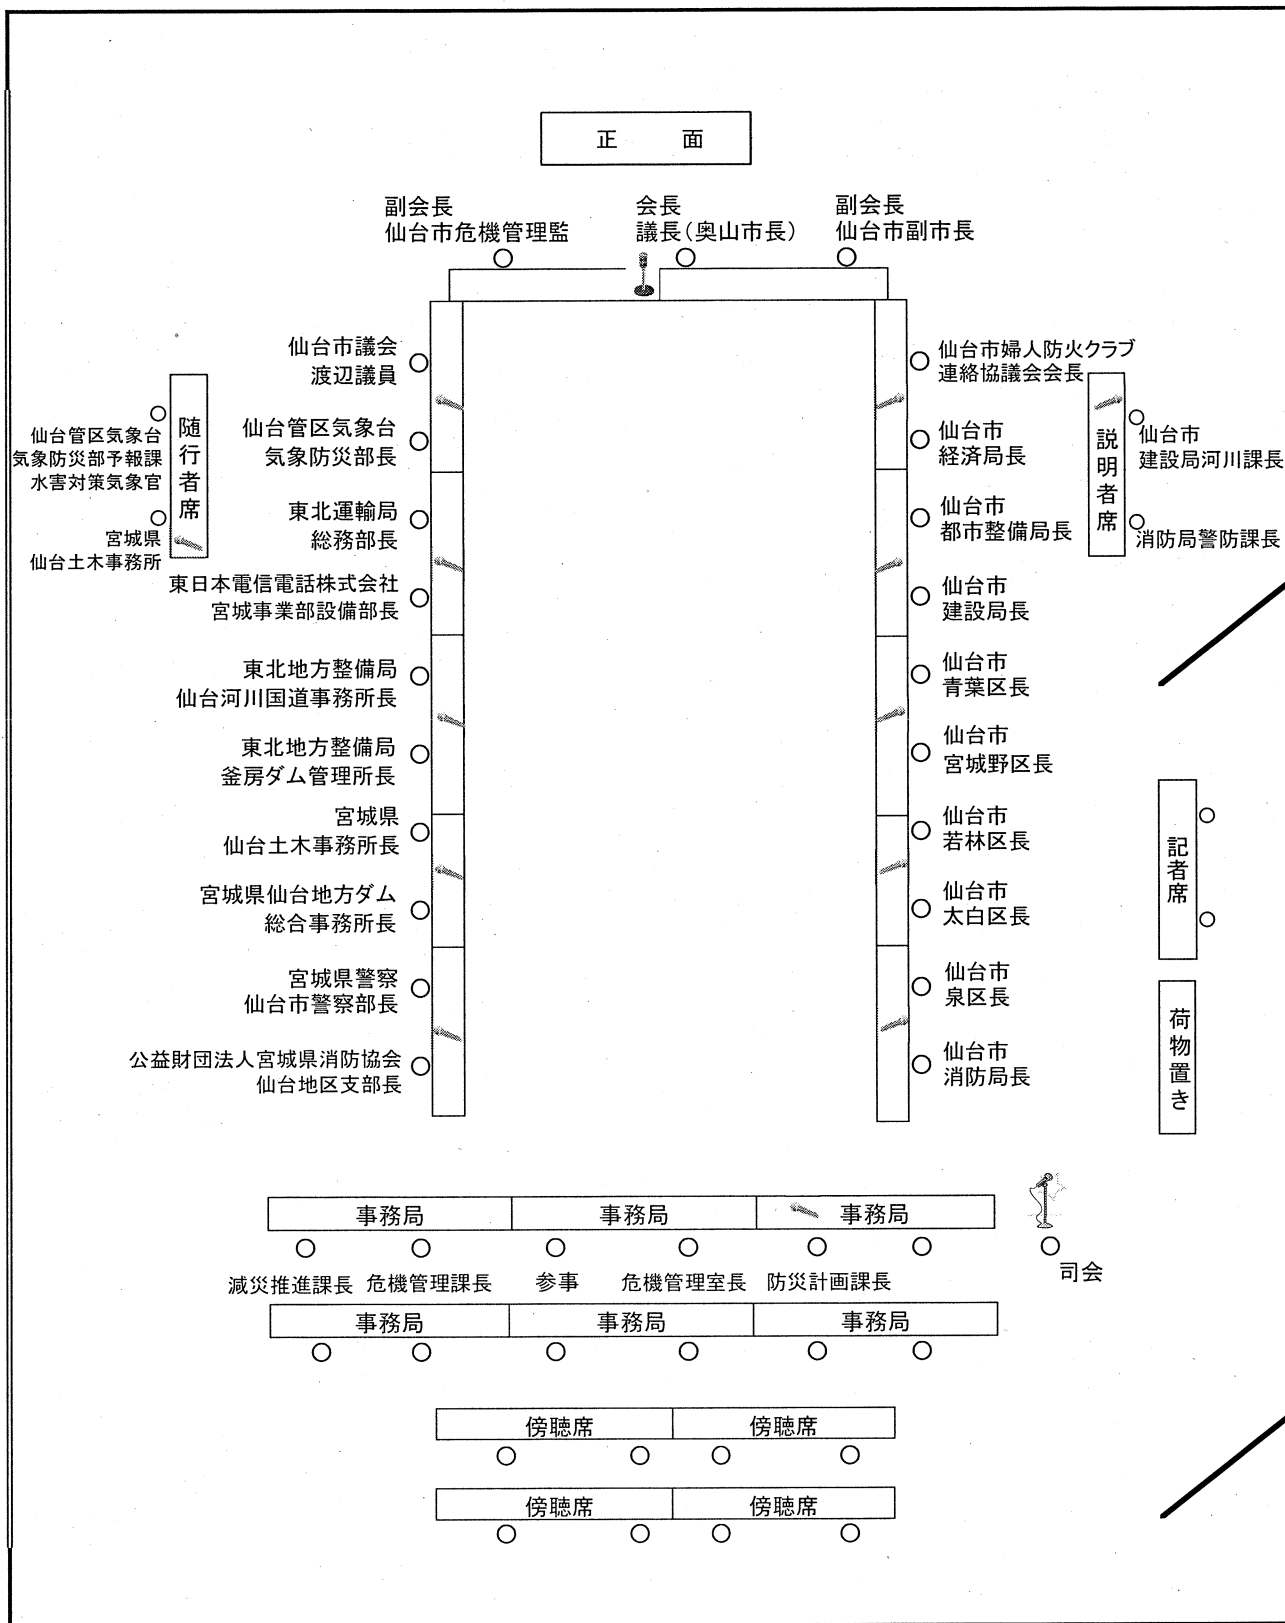 正　面
副会長
仙台市危機管理監
会長
議長（奥山市長）
副会長
仙台市副市長
仙台市議会
渡辺議員
仙台管区気象台
気象防災部長
東北運輸局
総務部長
東日本電信電話株式会社
宮城事業部設備部長
東北地方整備局
仙台河川国道事務所長
東北地方整備局
釜房ダム管理所長
宮城県
仙台土木事務所長
宮城県仙台地方ダム
総合事務所長
宮城県警察
仙台市警察部長
公益財団法人宮城県消防協会
仙台地区支部長
随行者席
仙台管区気象台
気象防災部予報課
水害対策気象官
宮城県
仙台土木事務所
仙台市婦人防火クラブ
連絡協議会会長
仙台市
経済局長
仙台市
都市整備局長
仙台市
建設局長
仙台市
青葉区長
仙台市
宮城野区長
仙台市
若林区長
仙台市
太白区長
仙台市
泉区長
仙台市
消防局長
説明者席
仙台市
建設局河川課長
消防局警防課長
記者席
荷物置き
事務局 事務局 事務局
司会
減災推進課長 危機管理課長 参事 危機管理室長 防災計画課長
事務局 事務局 事務局
傍聴席 傍聴席
傍聴席 傍聴席